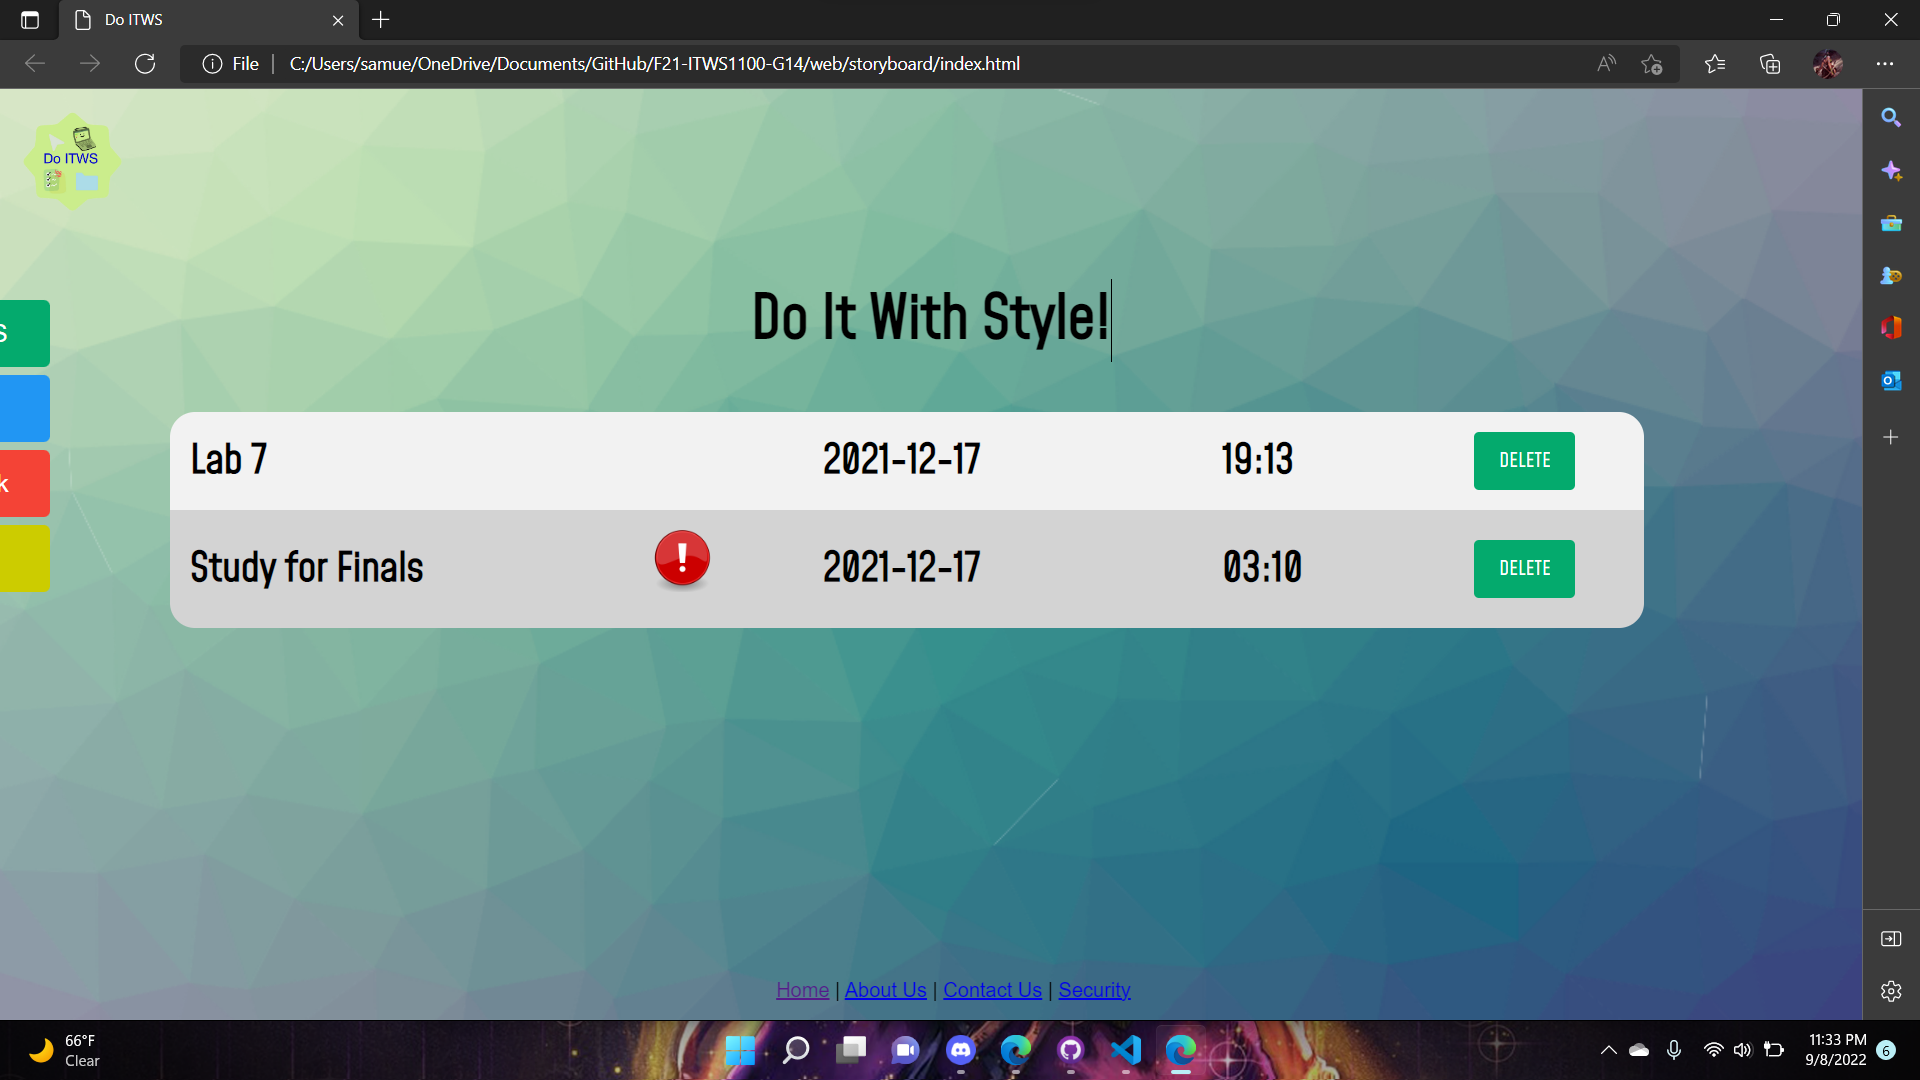 Do ITWS
File
C:/Users/samue/OneDrive/Documents/GitHub/F21-ITWS1100-G14/web/storyboard/index.html
Do ITWS
Do It With Style!
S
k
Lab 7 2021-12-17 19:13 DELETE
Study for Finals ! 2021-12-17 03:10 DELETE
Home | About Us | Contact Us | Security
66°F
Clear
11:33 PM
9/8/2022
6